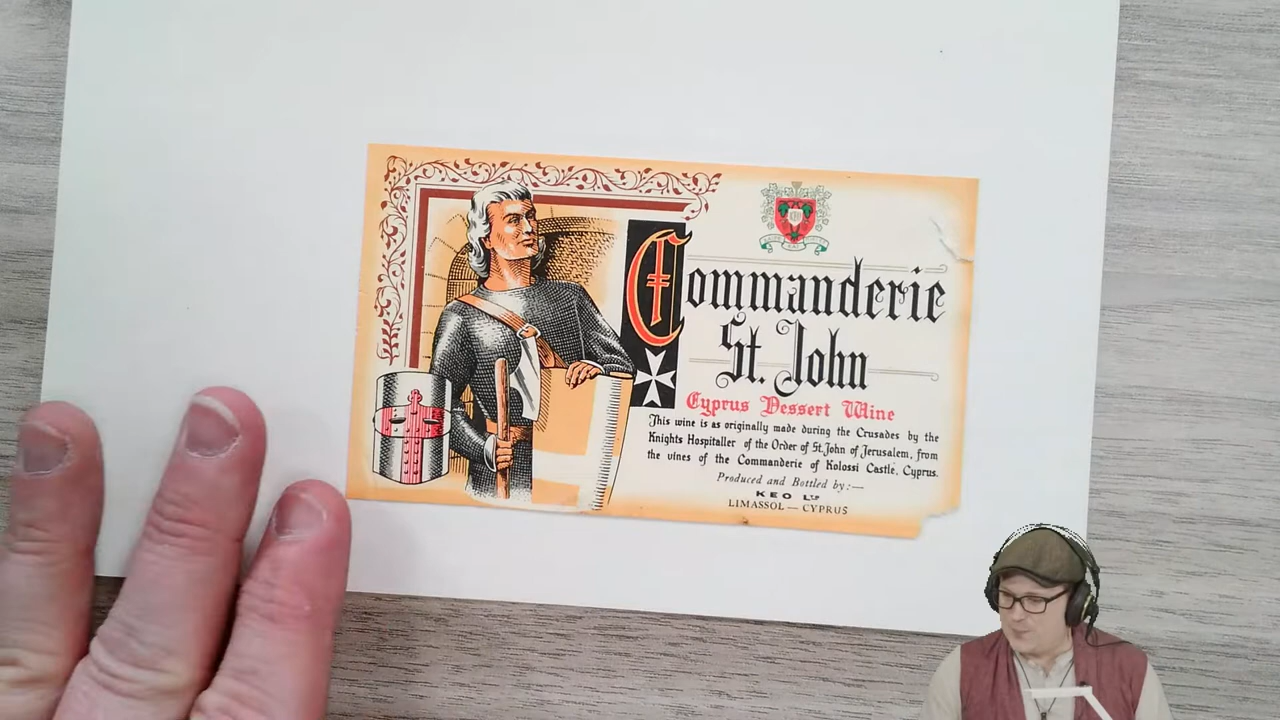 Commanderie
St. John
Cyprus Dessert Wine
This wine is as originally made during the Crusades by the
Knights Hospitaller of the Order of St. John of Jerusalem, from
the vines of the Commanderie of Kolossi Castle, Cyprus.
Produced and Bottled by:—
KEO LTD
LIMASSOL — CYPRUS